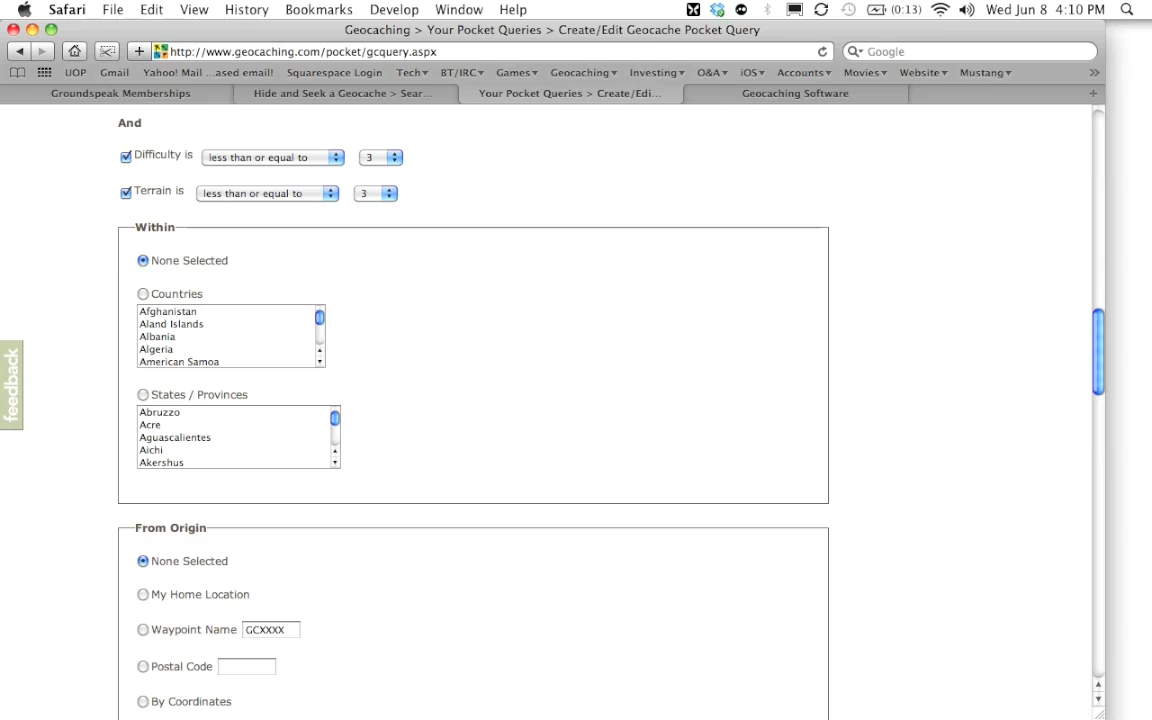 Safari File Edit View History Bookmarks Develop Window Help (0:13) Wed Jun 8 4:10 PM
Geocaching > Your Pocket Queries > Create/Edit Geocache Pocket Query
http://www.geocaching.com/pocket/gcquery.aspx Google
UOP Gmail Yahoo! Mail ...ased email! Squarespace Login Tech BT/IRC Games Geocaching Investing O&A iOS Accounts Movies Website Mustang
Groundspeak Memberships Hide and Seek a Geocache > Sear... Your Pocket Queries > Create/Edi... Geocaching Software
And
Difficulty is less than or equal to 3
Terrain is less than or equal to 3
Within
None Selected
Countries
Afghanistan
Aland Islands
Albania
Algeria
American Samoa
feedback
States / Provinces
Abruzzo
Acre
Aguascalientes
Aichi
Akershus
From Origin
None Selected
My Home Location
Waypoint Name GCXXXX
Postal Code
By Coordinates